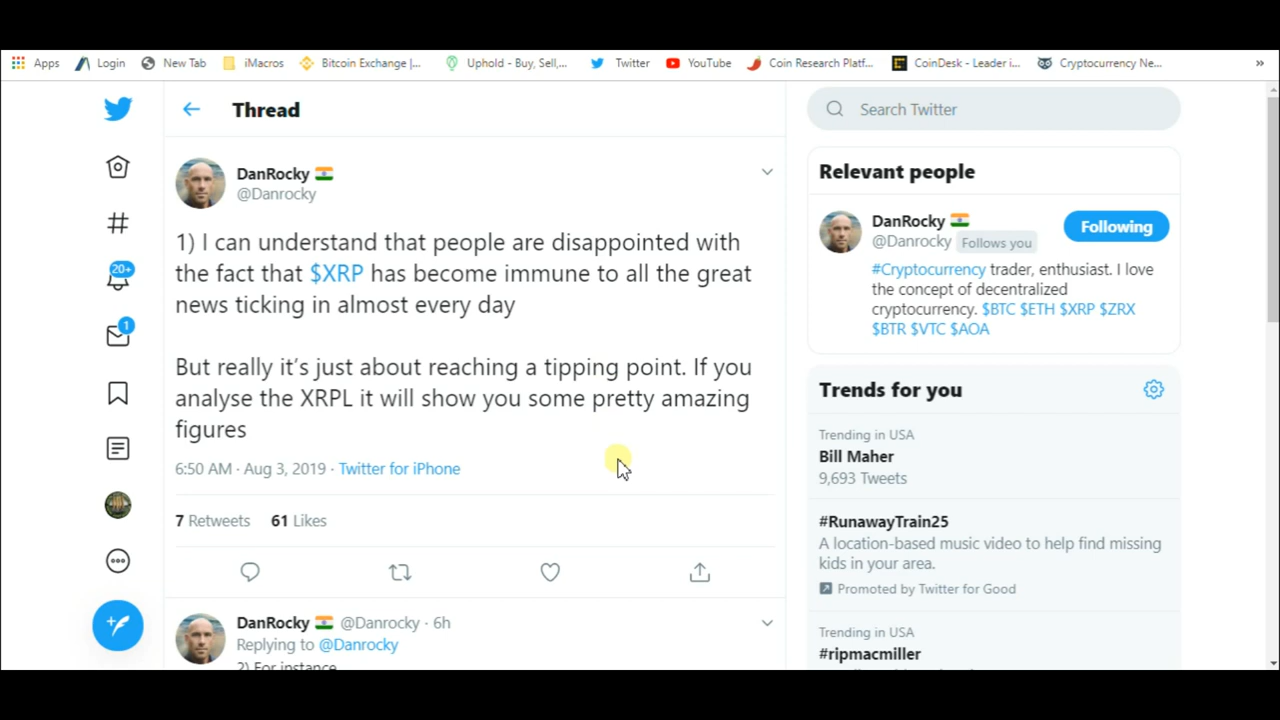 Apps Login New Tab iMacros Bitcoin Exchange |... Uphold - Buy, Sell,... Twitter YouTube Coin Research Platf... CoinDesk - Leader i... Cryptocurrency Ne... »
Thread
Search Twitter
DanRocky
@Danrocky
1) I can understand that people are disappointed with
the fact that $XRP has become immune to all the great
news ticking in almost every day
But really it's just about reaching a tipping point. If you
analyse the XRPL it will show you some pretty amazing
figures
6:50 AM · Aug 3, 2019 · Twitter for iPhone
7 Retweets 61 Likes
DanRocky @Danrocky · 6h
Replying to @Danrocky
2) For instance
20+
1
Relevant people
DanRocky
@Danrocky Follows you
Following
#Cryptocurrency trader, enthusiast. I love
the concept of decentralized
cryptocurrency. $BTC $ETH $XRP $ZRX
$BTR $VTC $AOA
Trends for you
Trending in USA
Bill Maher
9,693 Tweets
#RunawayTrain25
A location-based music video to help find missing
kids in your area.
Promoted by Twitter for Good
Trending in USA
#ripmacmiller